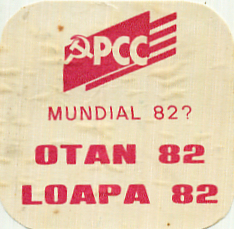 PCC
MUNDIAL 82?
OTAN 82
LOAPA 82